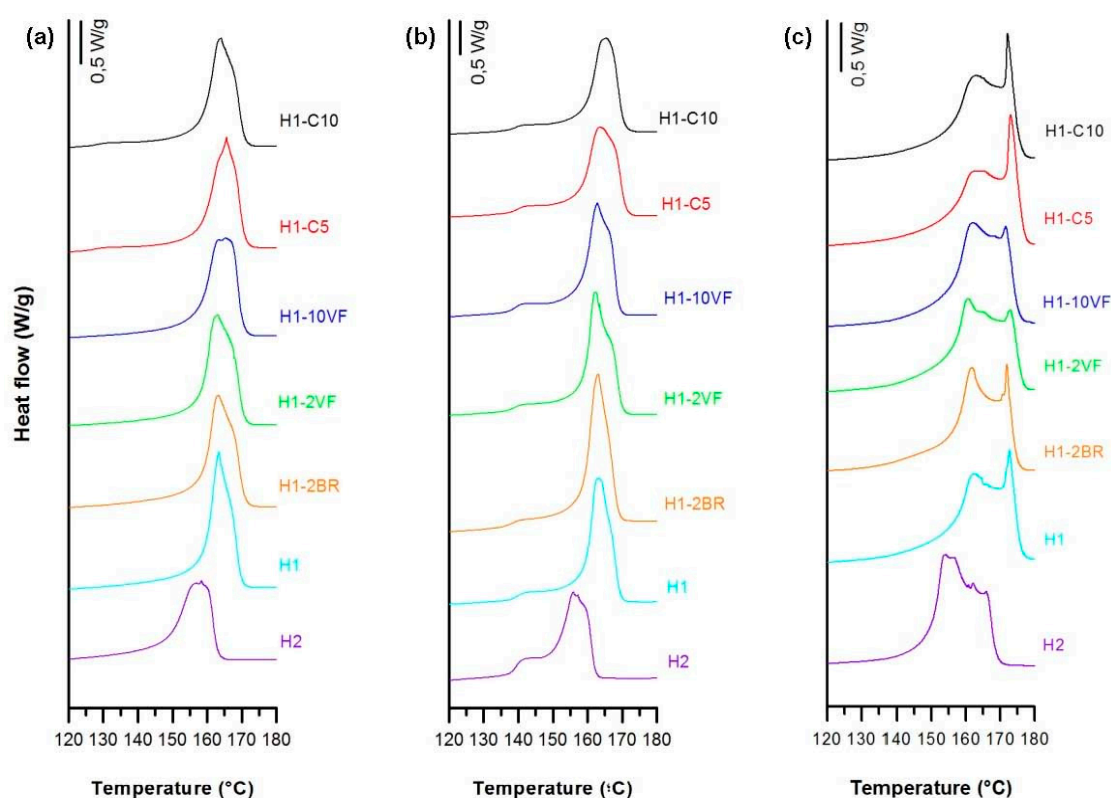 (a)
0,5 W/g
H1-C10
H1-C5
H1-10VF
H1-2VF
H1-2BR
H1
H2
Heat flow (W/g)
120 130 140 150 160 170 180
Temperature (°C)
(b)
0,5 W/g
H1-C10
H1-C5
H1-10VF
H1-2VF
H1-2BR
H1
H2
120 130 140 150 160 170 180
Temperature (°C)
(c)
0,5 W/g
H1-C10
H1-C5
H1-10VF
H1-2VF
H1-2BR
H1
H2
120 130 140 150 160 170 180
Temperature (°C)